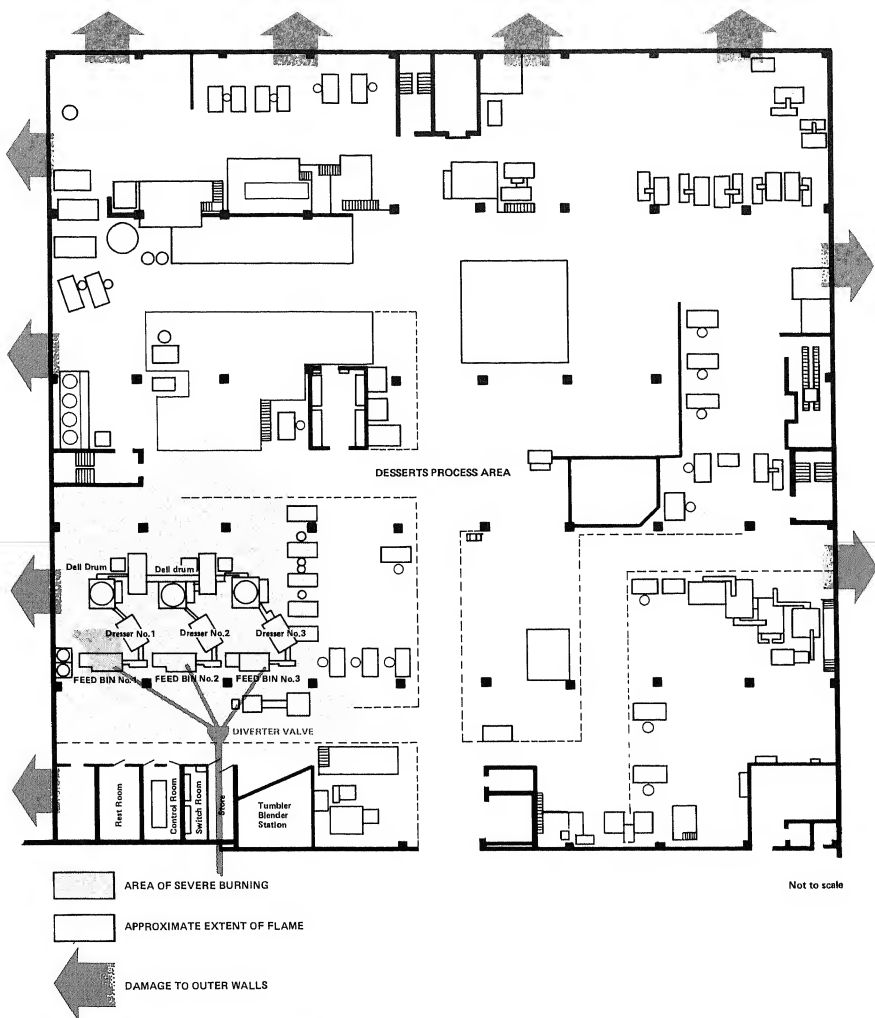 DESSERTS PROCESS AREA
Dell Drum
Dell drum
Dresser No.1
Dresser No.2
Dresser No.3
FEED BIN No.1
FEED BIN No.2
FEED BIN No.3
DIVERTER VALVE
Rest Room
Control Room
Switch Room
Store
Tumbler
Blender
Station
AREA OF SEVERE BURNING
Not to scale
APPROXIMATE EXTENT OF FLAME
DAMAGE TO OUTER WALLS